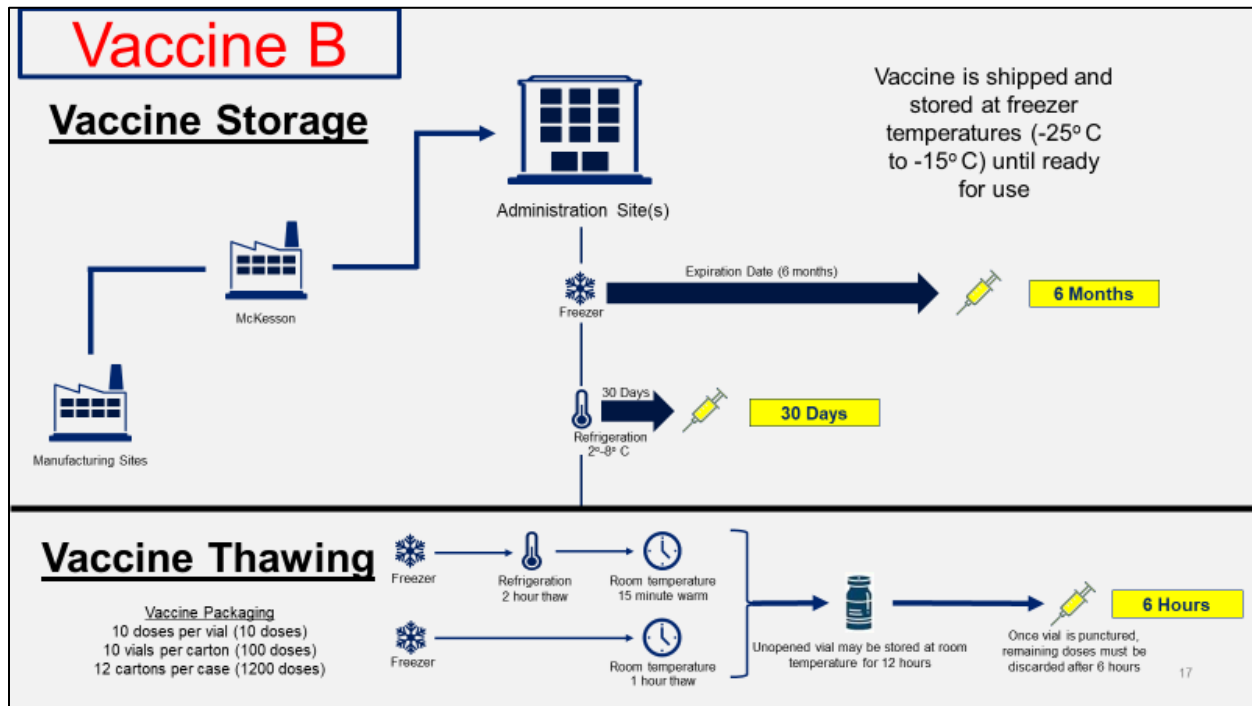 Vaccine B
Vaccine Storage
Vaccine is shipped and
stored at freezer
temperatures (-25º C
to -15º C) until ready
for use
Administration Site(s)
McKesson
Manufacturing Sites
Expiration Date (6 months)
Freezer
6 Months
30 Days
Refrigeration
2º-8º C
30 Days
Vaccine Thawing
Vaccine Packaging
10 doses per vial (10 doses)
10 vials per carton (100 doses)
12 cartons per case (1200 doses)
Freezer
Refrigeration
2 hour thaw
Room temperature
15 minute warm
Freezer
Room temperature
1 hour thaw
Unopened vial may be stored at room
temperature for 12 hours
6 Hours
Once vial is punctured,
remaining doses must be
discarded after 6 hours
17